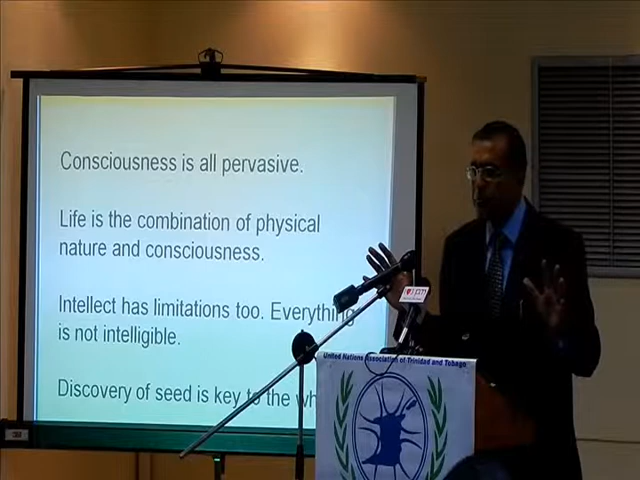 Consciousness is all pervasive.
Life is the combination of physical
nature and consciousness.
Intellect has limitations too. Everything
is not intelligible.
Discovery of seed is key to the
United Nations Association of Trinidad and Tobago